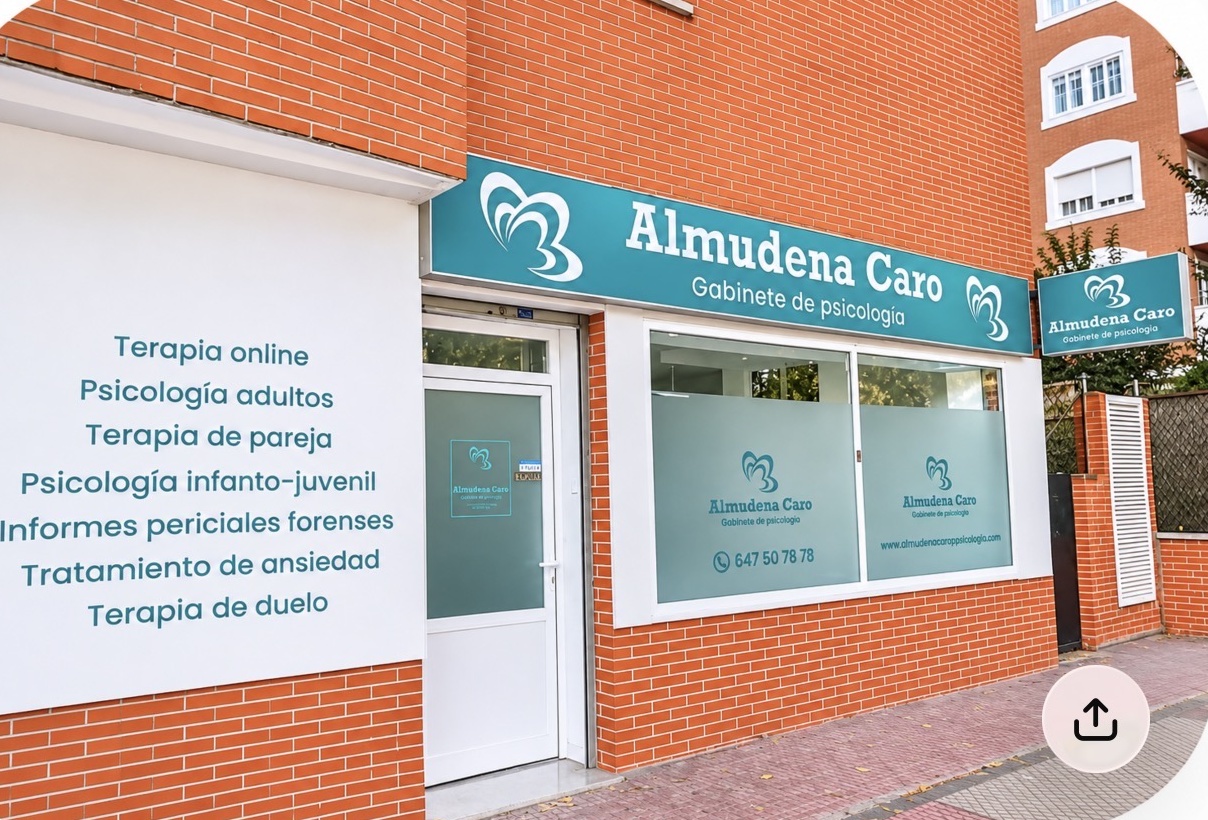 Terapia online
Psicología adultos
Terapia de pareja
Psicología infanto-juvenil
Informes periciales forenses
Tratamiento de ansiedad
Terapia de duelo
Almudena Caro
Gabinete de psicología
Almudena Caro
Gabinete de psicología
Almudena Caro
Almudena Caro
Gabinete de psicología
647 50 78 78
Almudena Caro
Gabinete de psicología
www.almudenacaroppsicologia.com